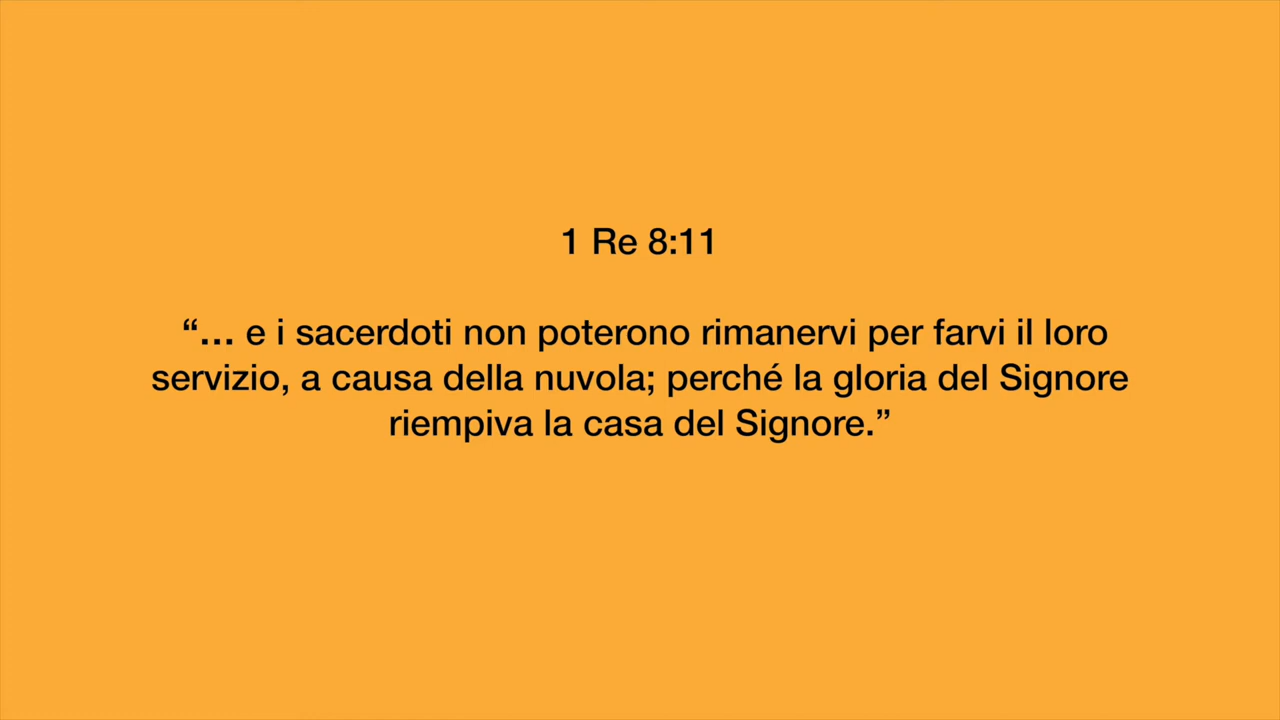 1 Re 8:11
“… e i sacerdoti non poterono rimanervi per farvi il loro
servizio, a causa della nuvola; perché la gloria del Signore
riempiva la casa del Signore.”